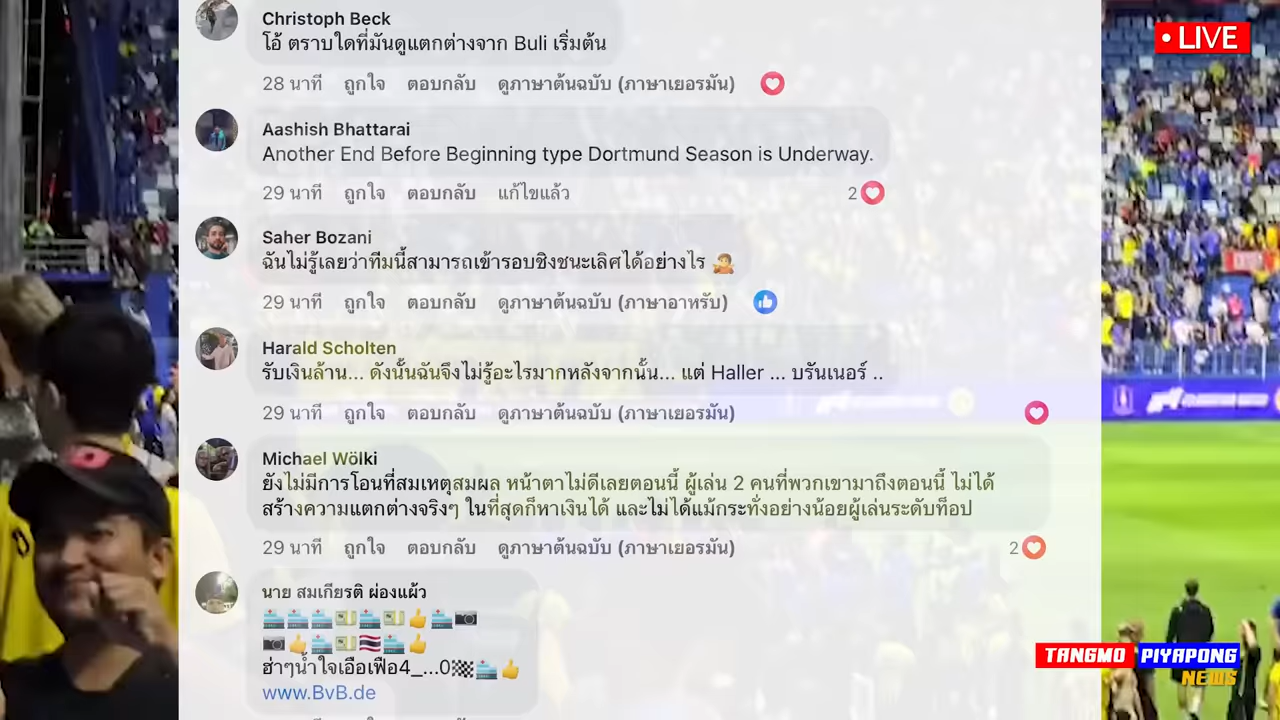 Christoph Beck
โอ้ ตราบใดที่มันดูแตกต่างจาก Buli เริ่มต้น
28 นาที ถูกใจ ตอบกลับ ดูภาษาต้นฉบับ (ภาษาเยอรมัน)
• LIVE
Aashish Bhattarai
Another End Before Beginning type Dortmund Season is Underway.
29 นาที ถูกใจ ตอบกลับ แก้ไขแล้ว 2
Saher Bozani
ฉันไม่รู้เลยว่าทีมนี้สามารถเข้ารอบชิงชนะเลิศได้อย่างไร 🤷
29 นาที ถูกใจ ตอบกลับ ดูภาษาต้นฉบับ (ภาษาอาหรับ)
Harald Scholten
รับเงินล้าน... ดังนั้นฉันจึงไม่รู้อะไรมากหลังจากนั้น... แต่ Haller ... บรันเนอร์ ..
29 นาที ถูกใจ ตอบกลับ ดูภาษาต้นฉบับ (ภาษาเยอรมัน)
Michael Wölki
ยังไม่มีการโอนที่สมเหตุสมผล หน้าตาไม่ดีเลยตอนนี้ ผู้เล่น 2 คนที่พวกเขามาถึงตอนนี้ ไม่ได้
สร้างความแตกต่างจริงๆ ในที่สุดก็หาเงินได้ และไม่ได้แม้กระทั่งอย่างน้อยผู้เล่นระดับท็อป
29 นาที ถูกใจ ตอบกลับ ดูภาษาต้นฉบับ (ภาษาเยอรมัน) 2
นาย สมเกียรติ ผ่องแผ้ว
🏥🏥🏥💵🏥💵👍🏥📷
📷👍🏥💵🇹🇭🏥👍
ฮ่าๆน้ำใจเอื้อเฟื้อ4_...0🏁🏥👍
www.BvB.de
TANGMO PIYAPONG
NEWS